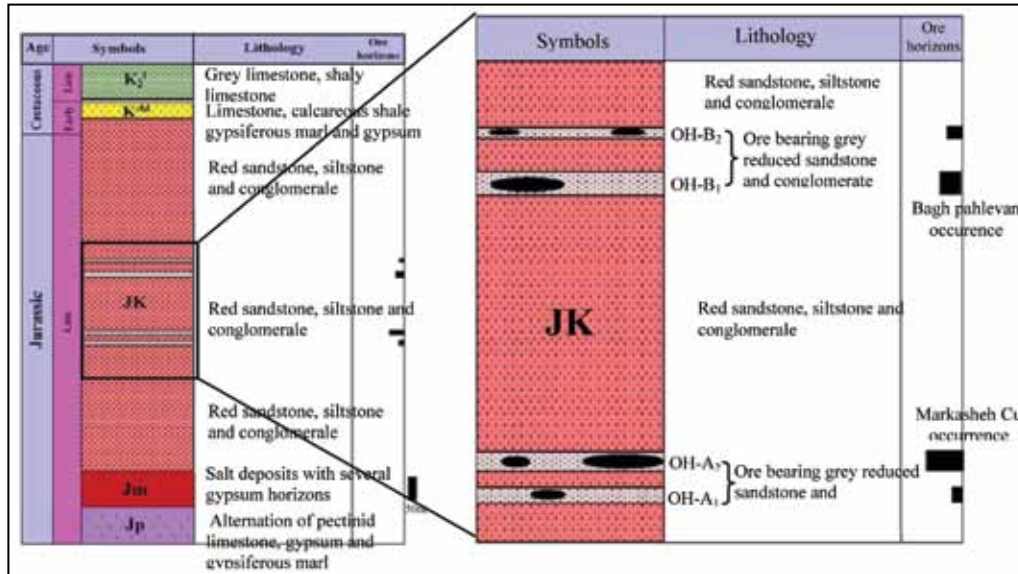 Age Symbols Lithology Ore horizons
Cretaceous
Late
Early
Jurassic
Late
Grey limestone, shaly
limestone
Limestone, calcareous shale
gypsiferous marl and gypsum
Red sandstone, siltstone
and conglomerale
JK
Red sandstone, siltstone and
conglomerale
Red sandstone, siltstone
and conglomerale
Jm
Salt deposits with several
gypsum horizons
Jp
Alternation of pectinid
limestone, gypsum and
gypsiferous marl
Symbols Lithology Ore horizons
Red sandstone, siltstone
and conglomerale
OH-B2
OH-B1
Ore bearing grey
reduced sandstone
and conglomerate
Bagh pahlevan
occurence
JK
Red sandstone, siltstone and
conglomerale
Markasheh Cu
occurrence
OH-A2
OH-A1
Ore bearing grey reduced
sandstone and